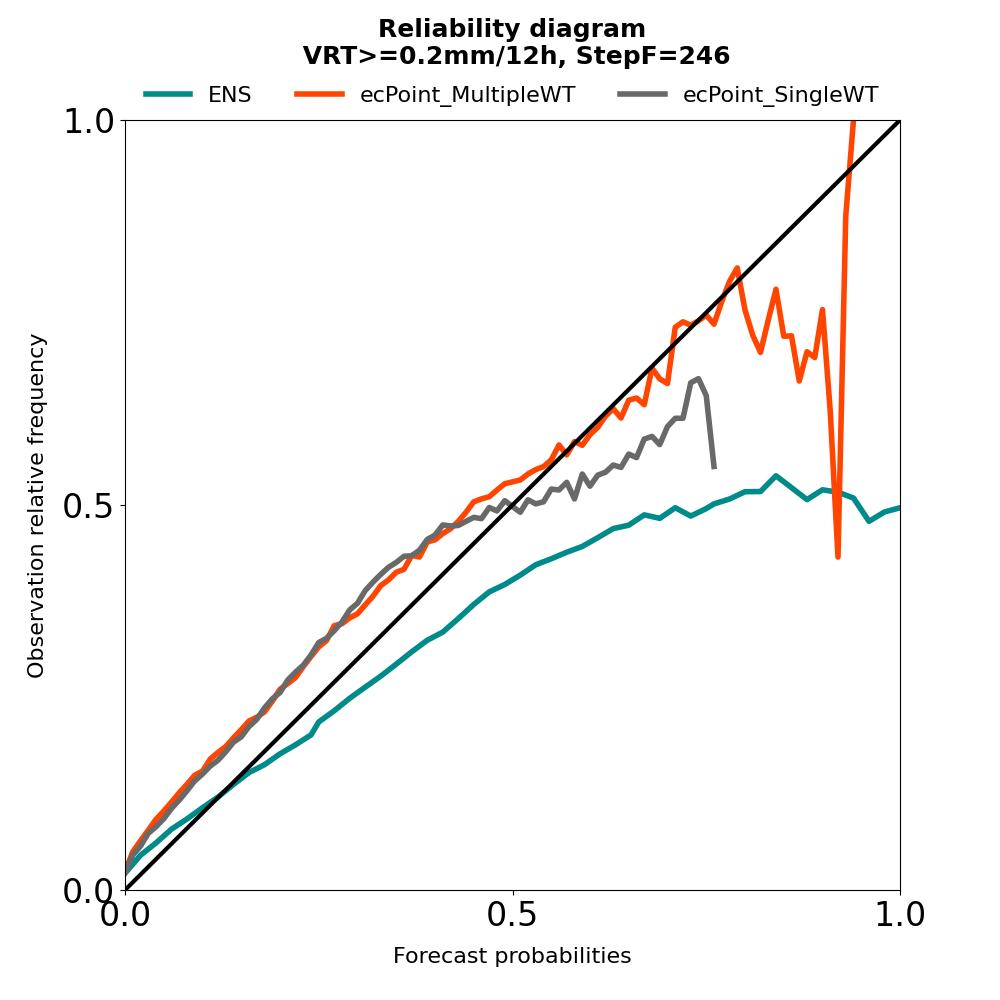 Reliability diagram
VRT>=0.2mm/12h, StepF=246
ENS ecPoint_MultipleWT ecPoint_SingleWT
1.0
0.5
0.0
0.0 0.5 1.0
Observation relative frequency
Forecast probabilities